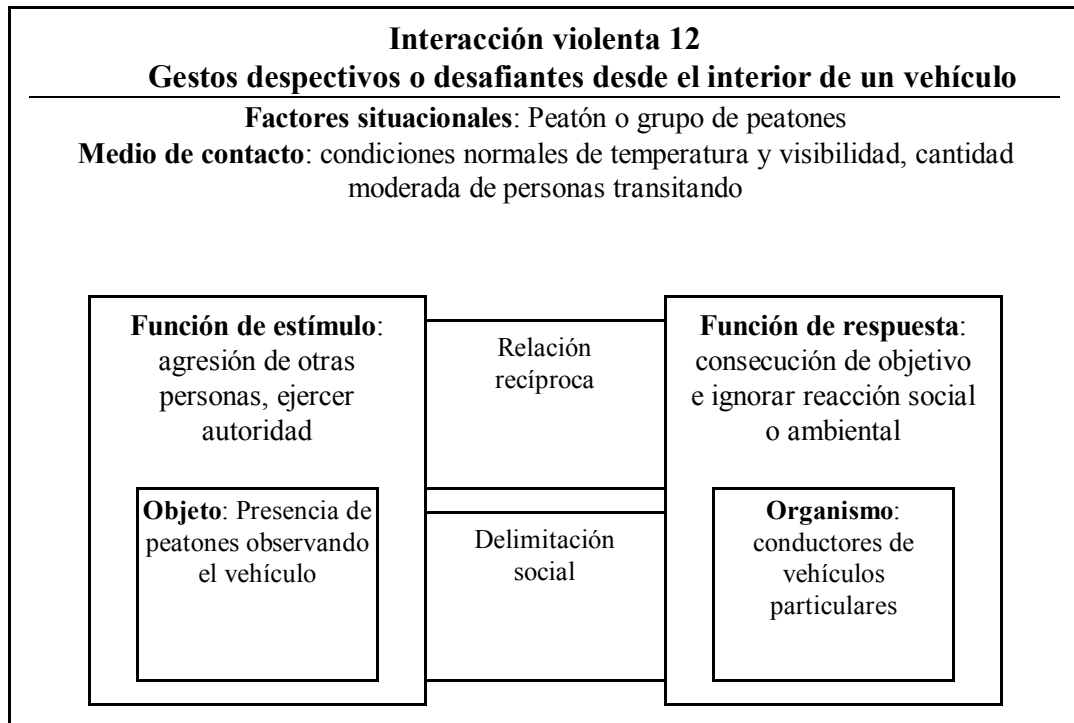 Interacción violenta 12
Gestos despectivos o desafiantes desde el interior de un vehículo
Factores situacionales: Peatón o grupo de peatones
Medio de contacto: condiciones normales de temperatura y visibilidad, cantidad
moderada de personas transitando
Función de estímulo:
agresión de otras
personas, ejercer
autoridad
Objeto: Presencia de
peatones observando
el vehículo
Relación
recíproca
Delimitación
social
Función de respuesta:
consecución de objetivo
e ignorar reacción social
o ambiental
Organismo:
conductores de
vehículos
particulares